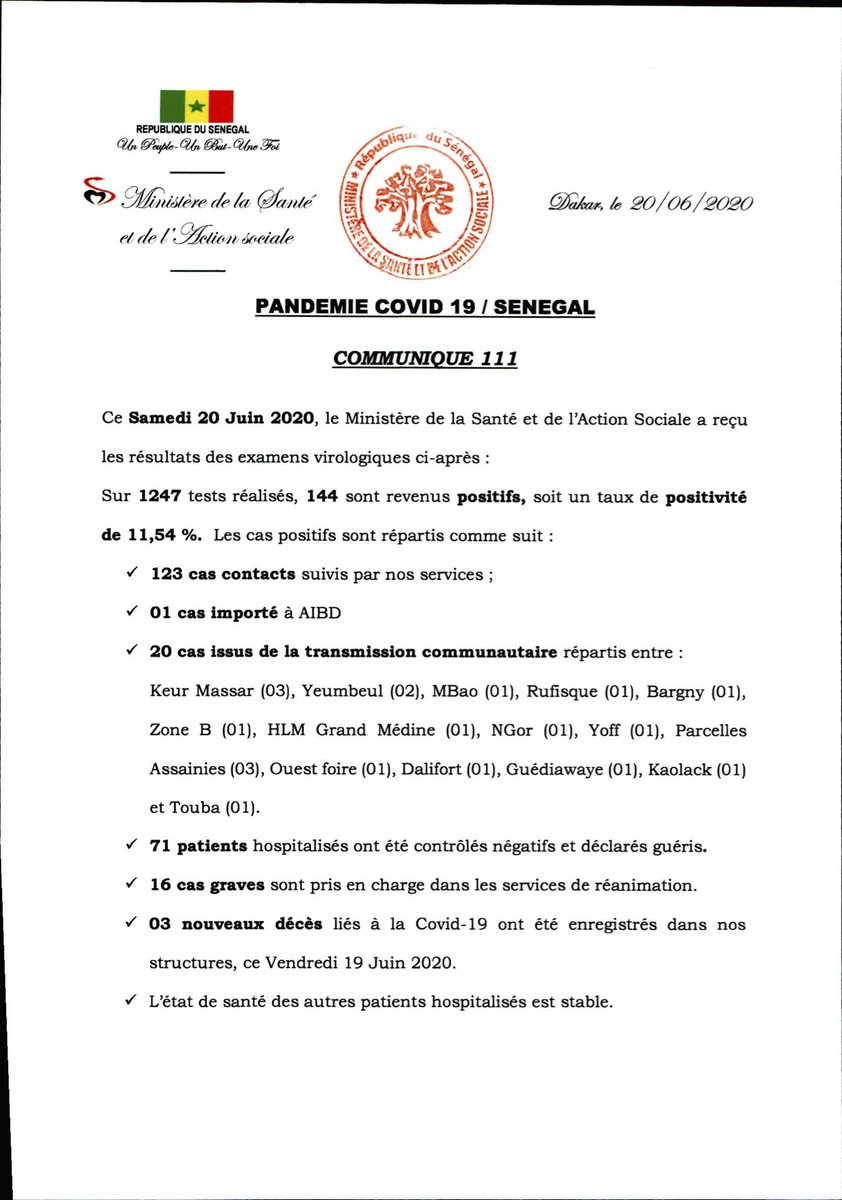 REPUBLIQUE DU SENEGAL
Un Peuple-Un But-Une Foi
Ministère de la Santé
et de l'Action sociale
République du Sénégal
MINISTÈRE DE LA SANTÉ ET DE L'ACTION SOCIALE
Dakar, le 20/06/2020
PANDEMIE COVID 19 / SENEGAL
COMMUNIQUE 111
Ce Samedi 20 Juin 2020, le Ministère de la Santé et de l'Action Sociale a reçu
les résultats des examens virologiques ci-après :
Sur 1247 tests réalisés, 144 sont revenus positifs, soit un taux de positivité
de 11,54 %. Les cas positifs sont répartis comme suit :
✓ 123 cas contacts suivis par nos services ;
✓ 01 cas importé à AIBD
✓ 20 cas issus de la transmission communautaire répartis entre :
Keur Massar (03), Yeumbeul (02), MBao (01), Rufisque (01), Bargny (01),
Zone B (01), HLM Grand Médine (01), NGor (01), Yoff (01), Parcelles
Assainies (03), Ouest foire (01), Dalifort (01), Guédiawaye (01), Kaolack (01)
et Touba (01).
✓ 71 patients hospitalisés ont été contrôlés négatifs et déclarés guéris.
✓ 16 cas graves sont pris en charge dans les services de réanimation.
✓ 03 nouveaux décès liés à la Covid-19 ont été enregistrés dans nos
structures, ce Vendredi 19 Juin 2020.
✓ L'état de santé des autres patients hospitalisés est stable.